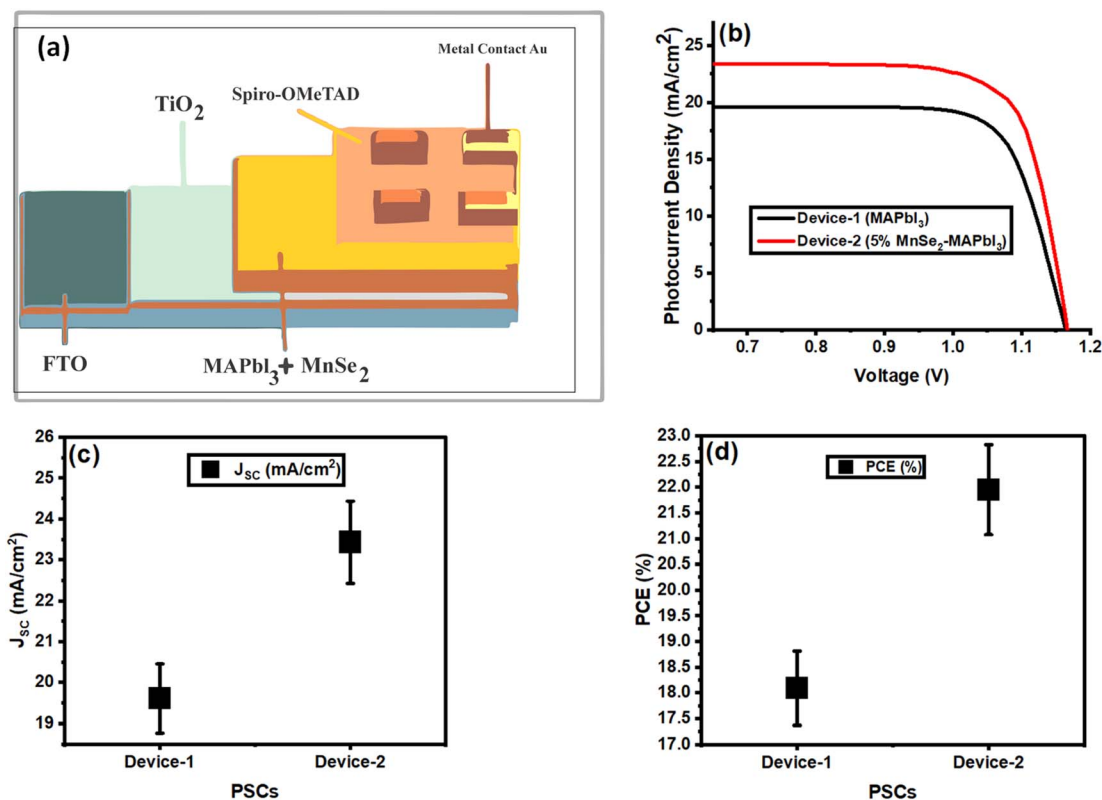 (a)
Metal Contact Au
Spiro-OMeTAD
TiO2
FTO
MAPbI3+ MnSe2
(b)
Photocurrent Density (mA/cm²)
25
20
15
10
5
0
Device-1 (MAPbI3)
Device-2 (5% MnSe2-MAPbI3)
0.7 0.8 0.9 1.0 1.1 1.2
Voltage (V)
(c)
JSC (mA/cm²)
JSC (mA/cm²)
26
25
24
23
22
21
20
19
Device-1 Device-2
PSCs
(d)
PCE (%)
PCE (%)
23.0
22.5
22.0
21.5
21.0
20.5
20.0
19.5
19.0
18.5
18.0
17.5
17.0
Device-1 Device-2
PSCs